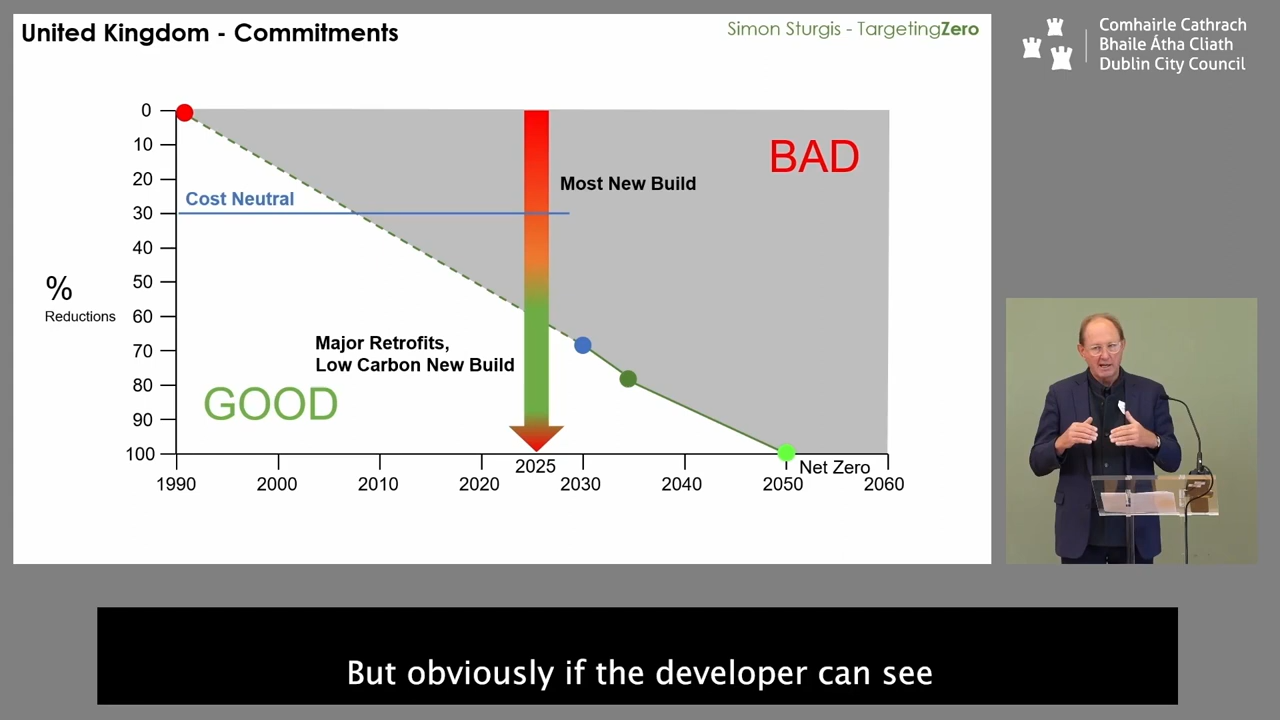 United Kingdom - Commitments
Simon Sturgis - TargetingZero
Comhairle Cathrach
Bhaile Átha Cliath
Dublin City Council
0
10
20
30
40
50
60
70
80
90
100
%
Reductions
Cost Neutral
Most New Build
BAD
Major Retrofits,
Low Carbon New Build
GOOD
2025
Net Zero
1990
2000
2010
2020
2030
2040
2050
2060
But obviously if the developer can see